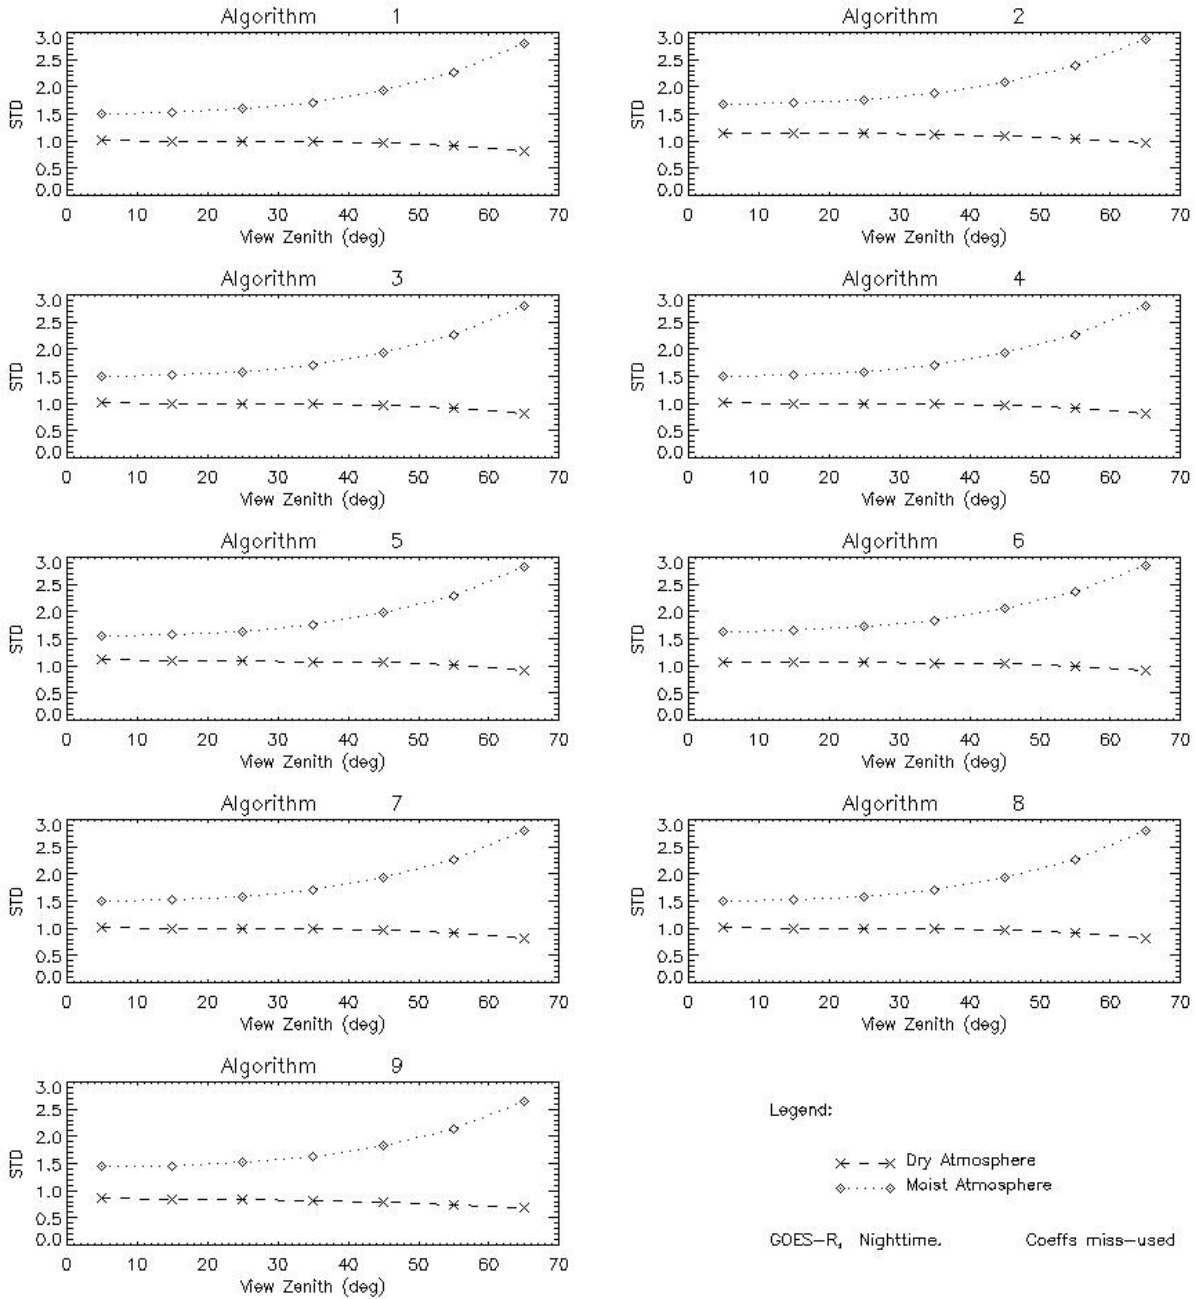 Algorithm 1
3.0
2.5
2.0
1.5
1.0
0.5
0.0
STD
0 10 20 30 40 50 60 70
View Zenith (deg)
Algorithm 2
3.0
2.5
2.0
1.5
1.0
0.5
0.0
STD
0 10 20 30 40 50 60 70
View Zenith (deg)
Algorithm 3
3.0
2.5
2.0
1.5
1.0
0.5
0.0
STD
0 10 20 30 40 50 60 70
View Zenith (deg)
Algorithm 4
3.0
2.5
2.0
1.5
1.0
0.5
0.0
STD
0 10 20 30 40 50 60 70
View Zenith (deg)
Algorithm 5
3.0
2.5
2.0
1.5
1.0
0.5
0.0
STD
0 10 20 30 40 50 60 70
View Zenith (deg)
Algorithm 6
3.0
2.5
2.0
1.5
1.0
0.5
0.0
STD
0 10 20 30 40 50 60 70
View Zenith (deg)
Algorithm 7
3.0
2.5
2.0
1.5
1.0
0.5
0.0
STD
0 10 20 30 40 50 60 70
View Zenith (deg)
Algorithm 8
3.0
2.5
2.0
1.5
1.0
0.5
0.0
STD
0 10 20 30 40 50 60 70
View Zenith (deg)
Algorithm 9
3.0
2.5
2.0
1.5
1.0
0.5
0.0
STD
0 10 20 30 40 50 60 70
View Zenith (deg)
Legend:
Dry Atmosphere
Moist Atmosphere
GOES-R, Nighttime. Coeffs miss-used